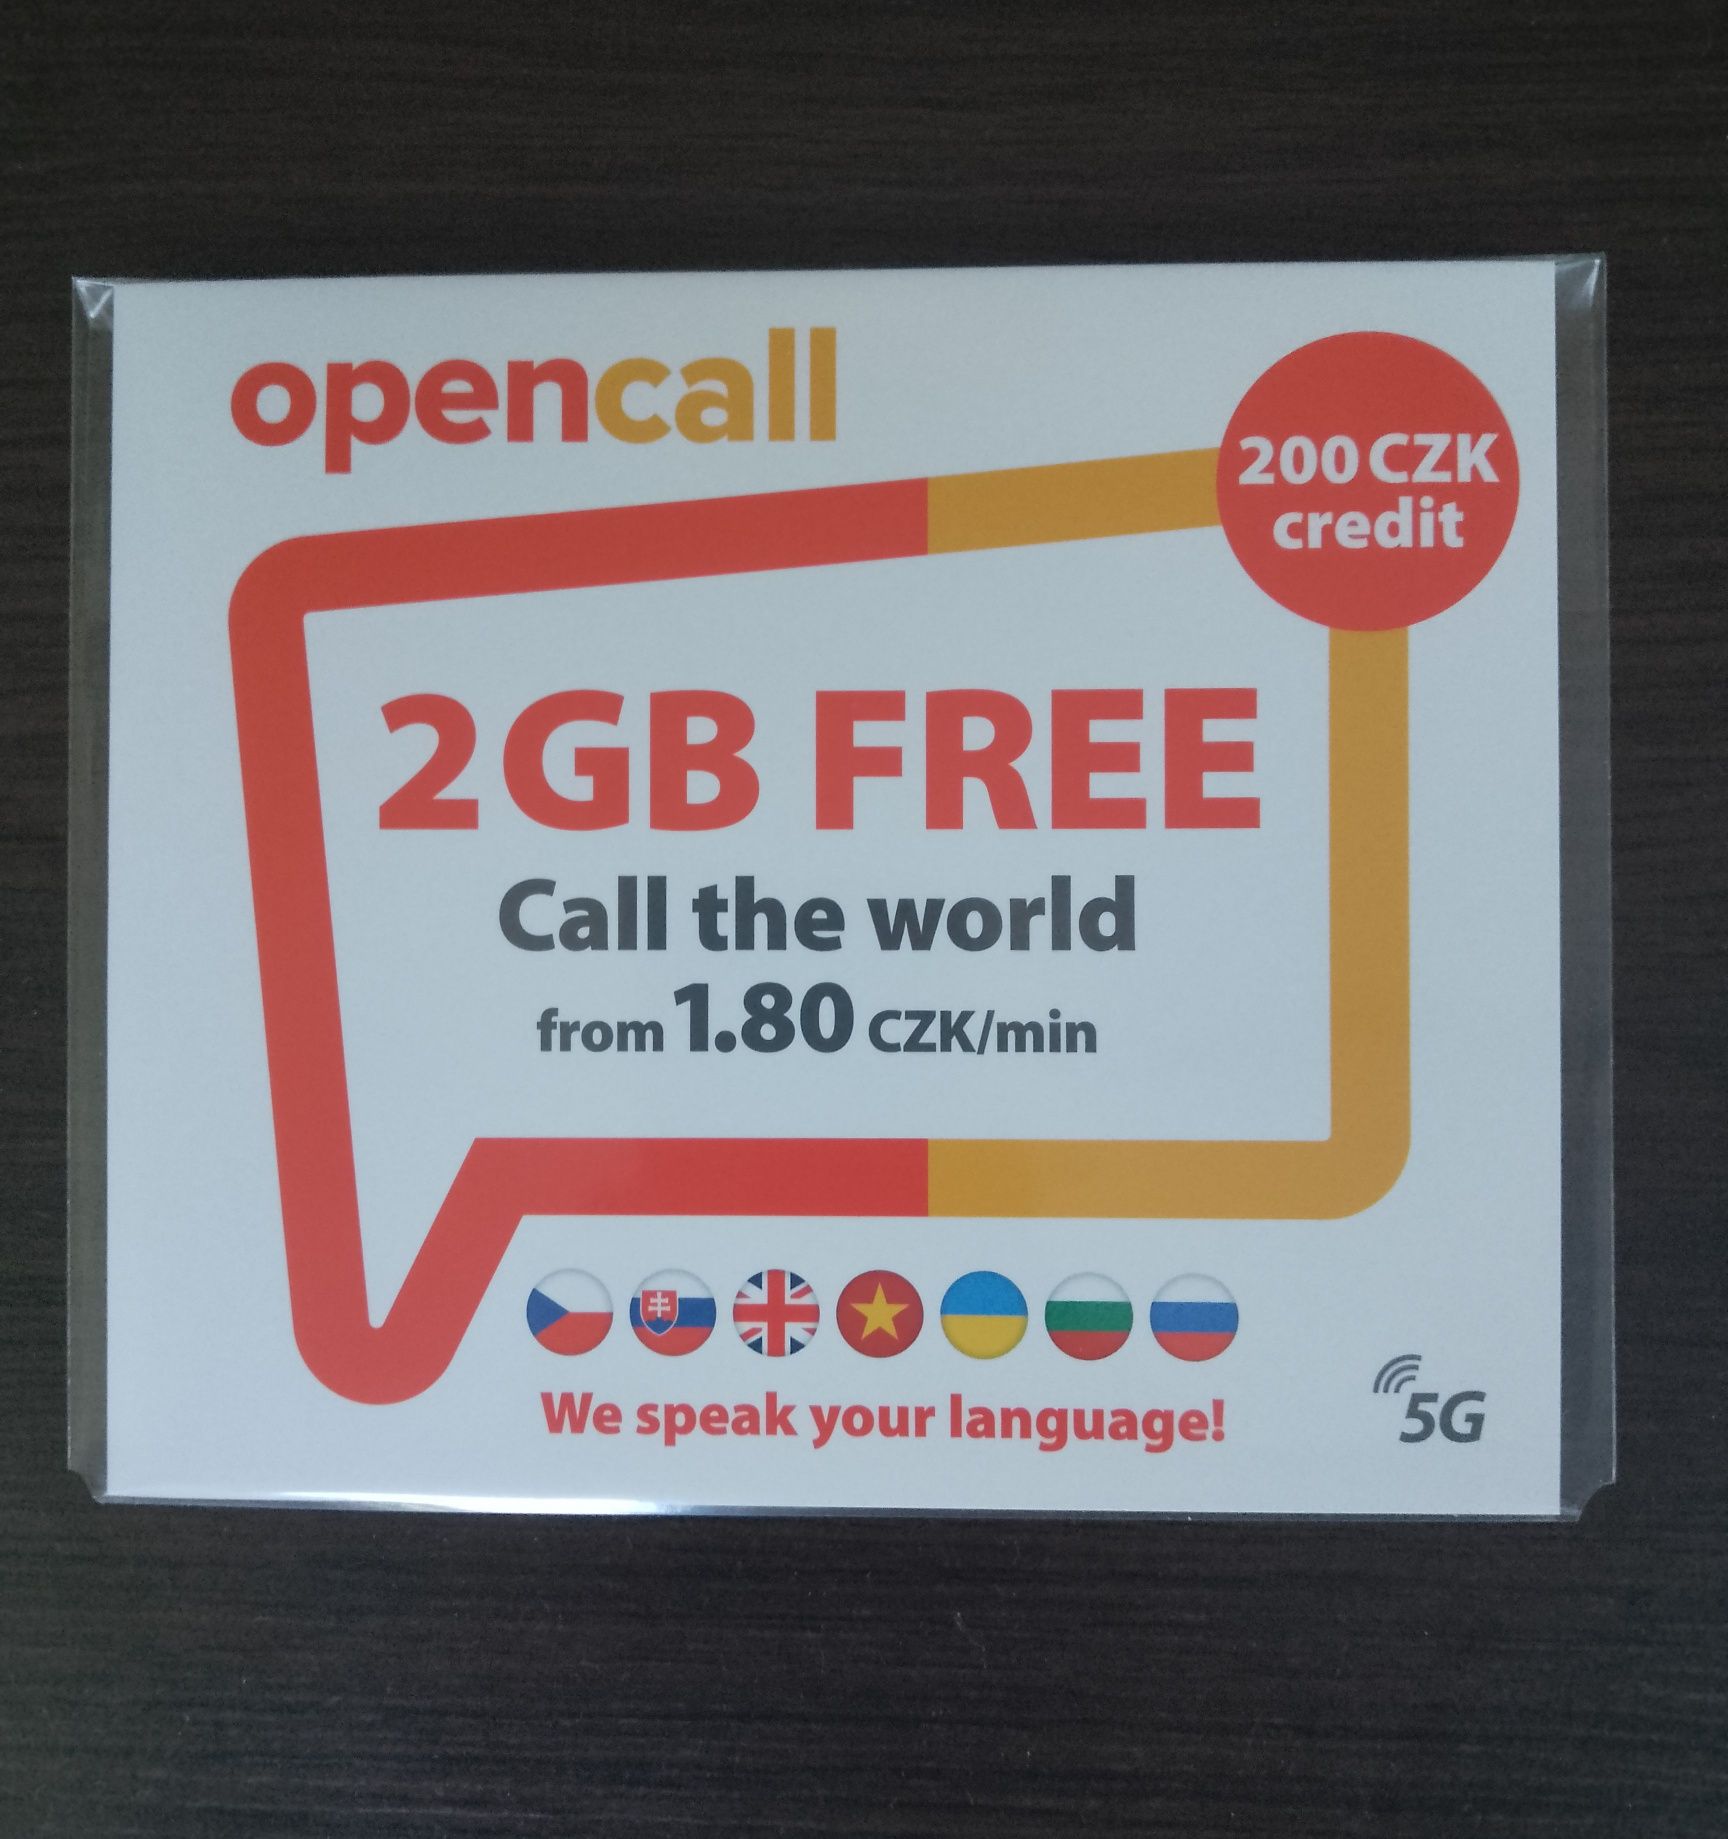 opencall
200 CZK
credit
2GB FREE
Call the world
from 1.80 CZK/min
We speak your language!
5G